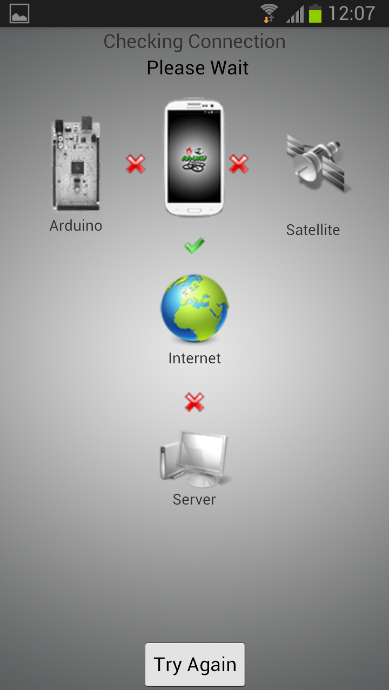 12:07
Checking Connection
Please Wait
Arduino
Satellite
Internet
Server
Try Again